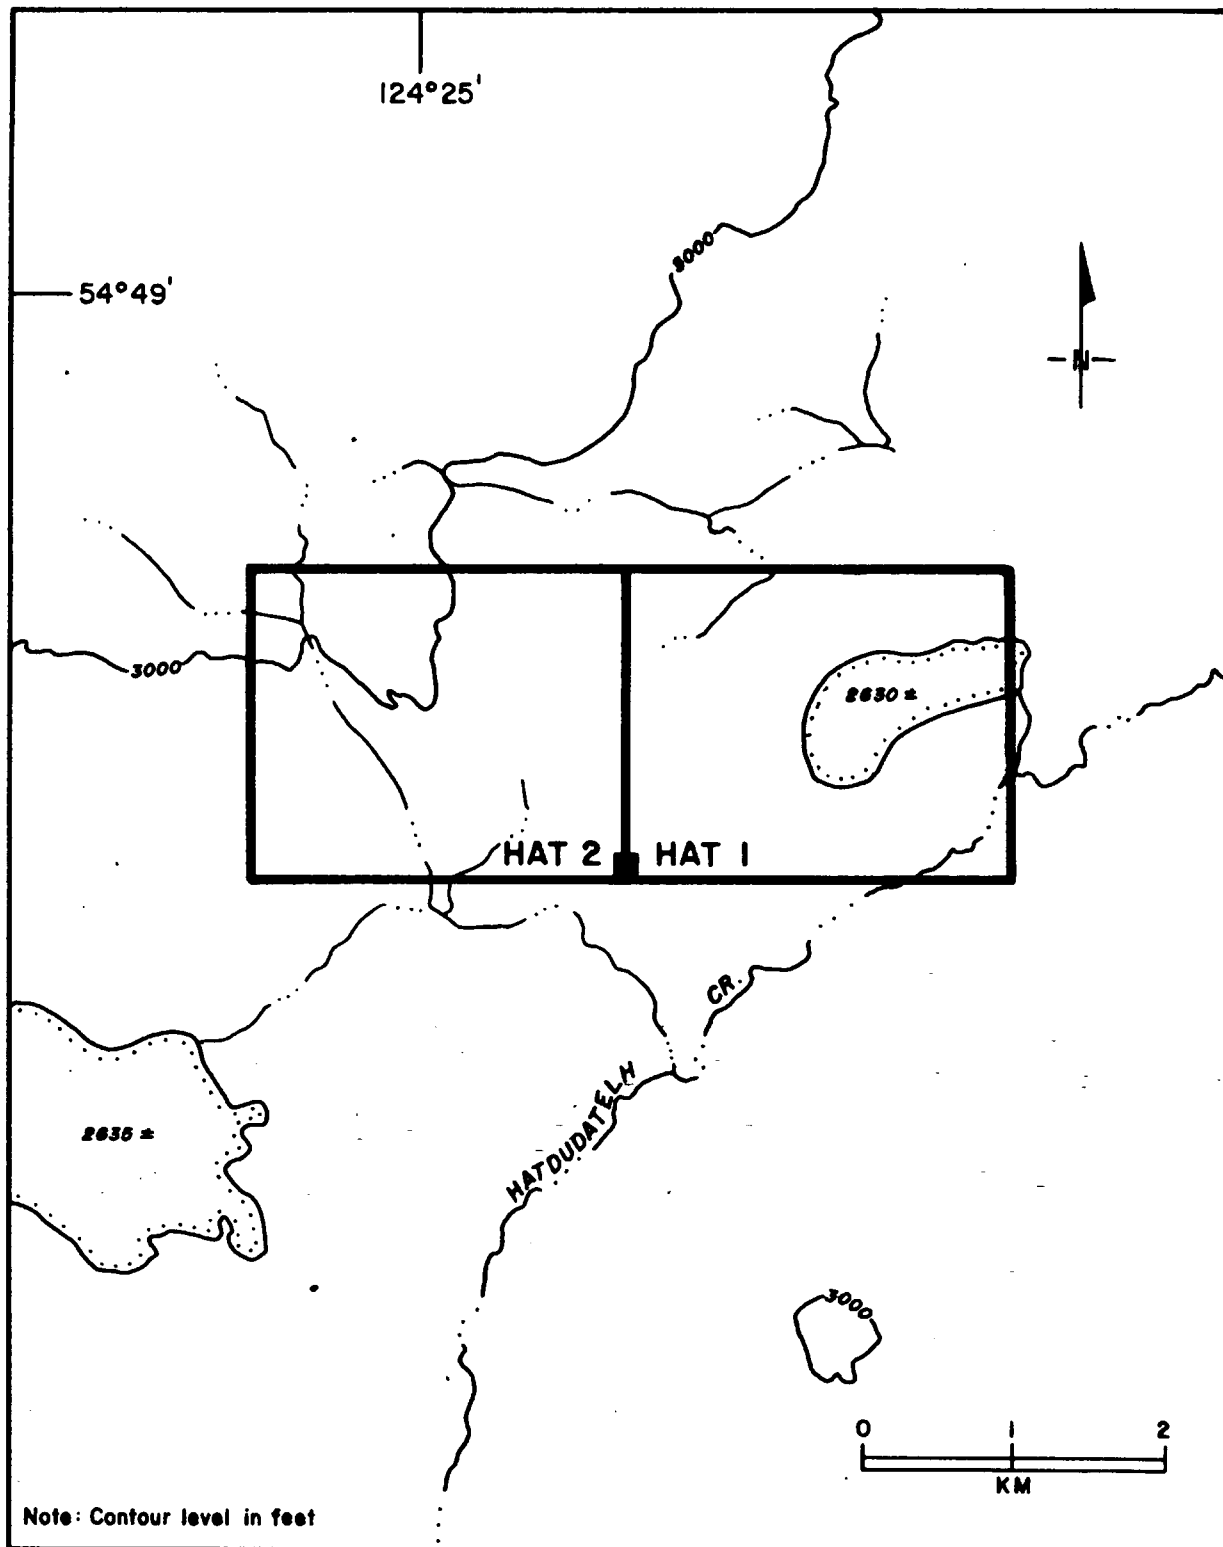 124°25'
3000
54°49'
-N-
3000
2630 ±
HAT 2
HAT 1
CR.
HATDUDATELH
2635 ±
3000
0 1 2
KM
Note: Contour level in feet